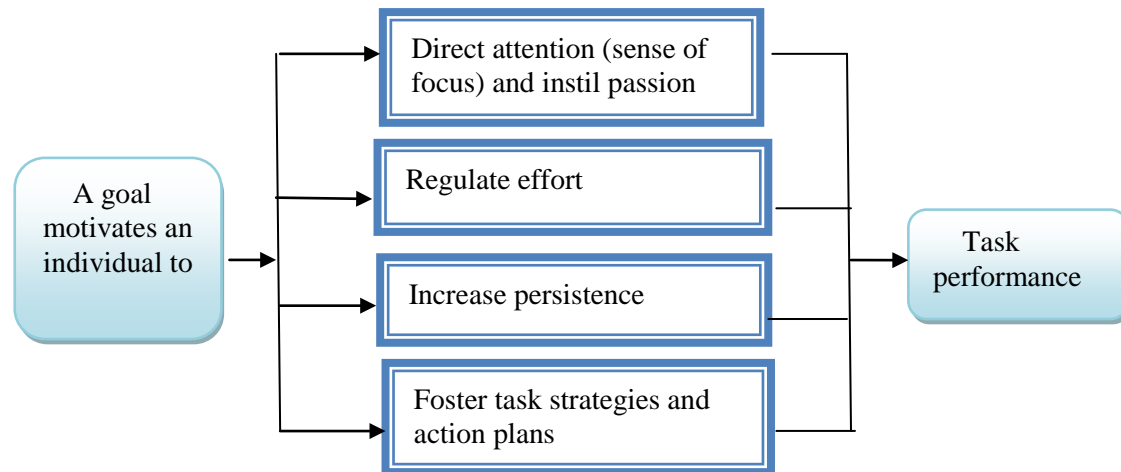 A goal
motivates an
individual to
Direct attention (sense of
focus) and instil passion
Regulate effort
Increase persistence
Foster task strategies and
action plans
Task
performance